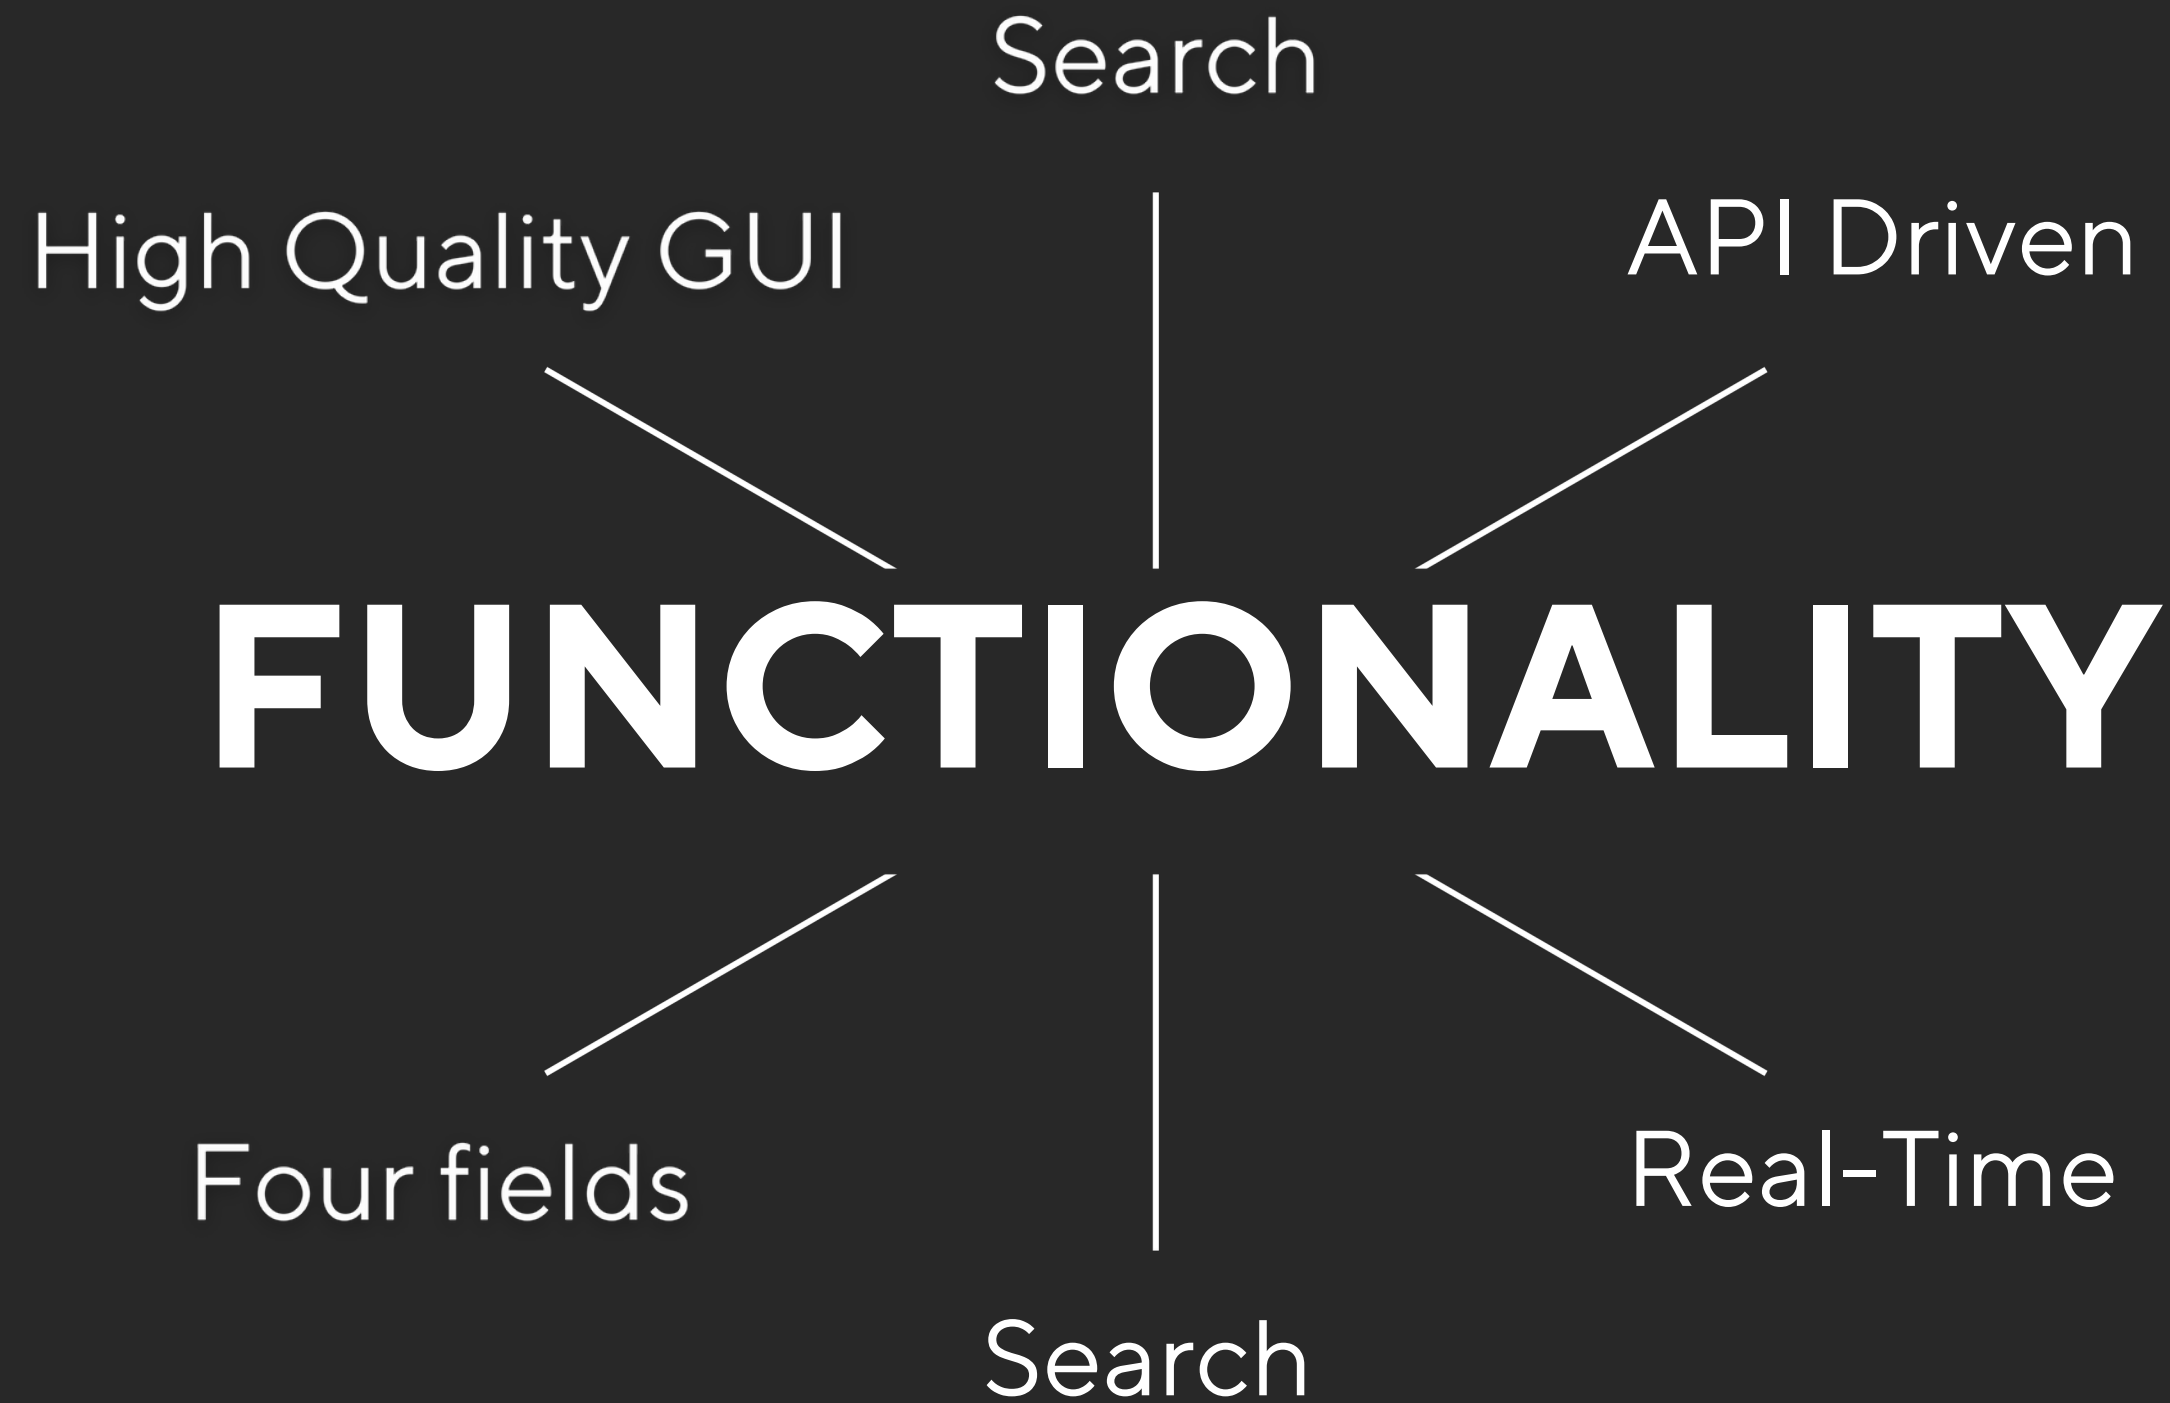 Search
High Quality GUI
API Driven
FUNCTIONALITY
Four fields
Real-Time
Search